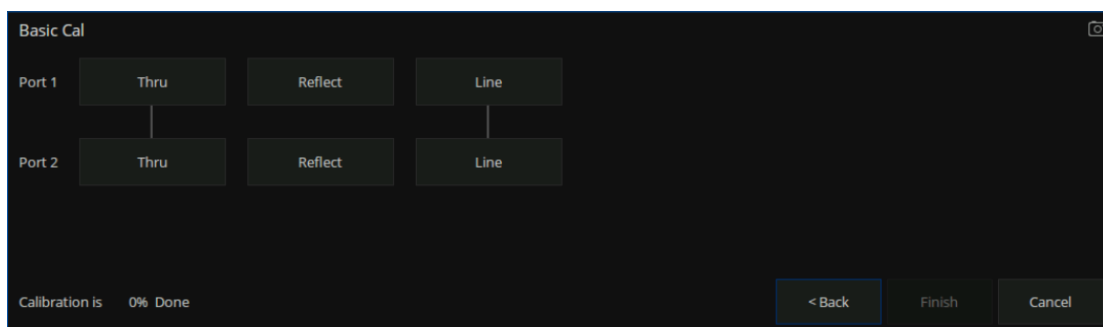 Basic Cal
Port 1 Thru Reflect Line
Port 2 Thru Reflect Line
Calibration is 0% Done < Back Finish Cancel